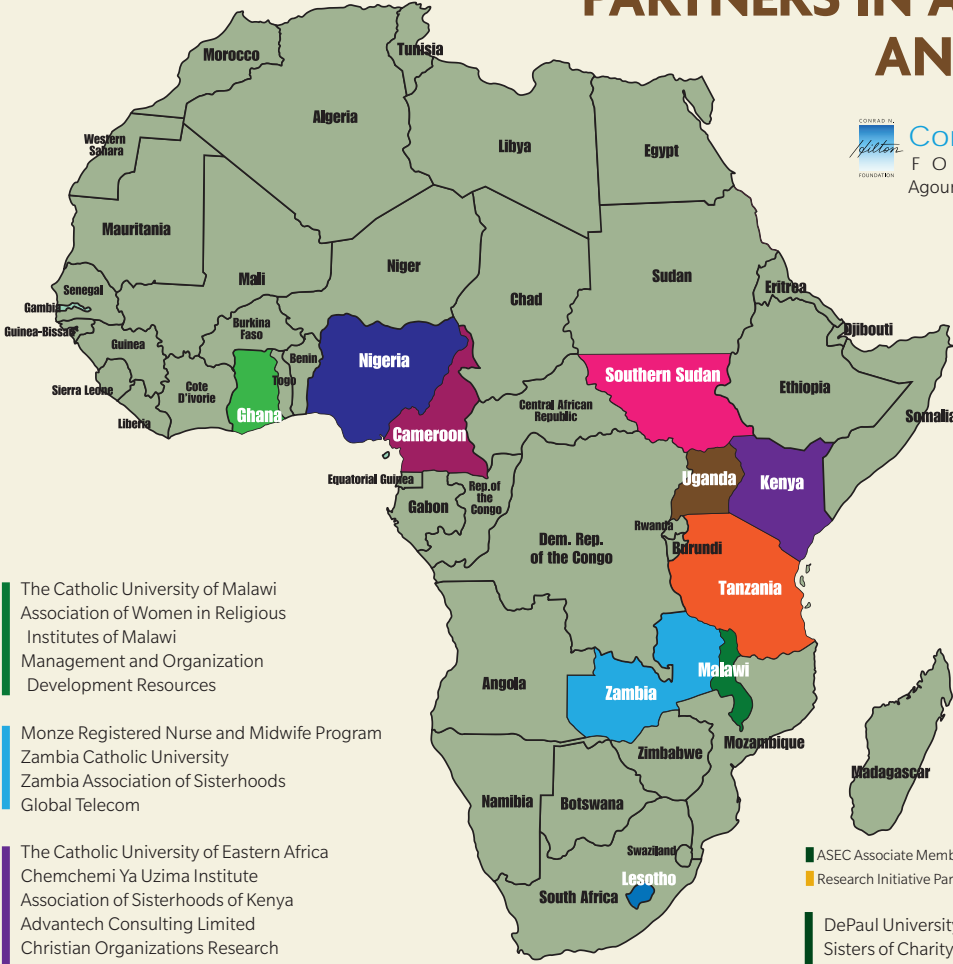 PARTNERS IN A
AN
CONRAD N.
Hilton
FOUNDATION
Con
F O
Agour
Morocco
Tunisia
Algeria
Libya
Egypt
Western
Sahara
Mauritania
Mali
Niger
Chad
Sudan
Eritrea
Djibouti
Senegal
Gambia
Guinea-Bissau
Guinea
Burkina
Faso
Benin
Togo
Nigeria
Southern Sudan
Ethiopia
Sierra Leone
Liberia
Cote
D'ivorie
Ghana
Cameroon
Central African
Republic
Somalia
Equatorial Guinea
Gabon
Rep.of
the
Congo
Uganda
Kenya
Rwanda
Burundi
Dem. Rep.
of the Congo
Tanzania
The Catholic University of Malawi
Association of Women in Religious
Institutes of Malawi
Management and Organization
Development Resources
Angola
Zambia
Malawi
Monze Registered Nurse and Midwife Program
Zambia Catholic University
Zambia Association of Sisterhoods
Global Telecom
Zimbabwe
Mozambique
Madagascar
Namibia
Botswana
Swaziland
Lesotho
South Africa
The Catholic University of Eastern Africa
Chemchemi Ya Uzima Institute
Association of Sisterhoods of Kenya
Advantech Consulting Limited
Christian Organizations Research
ASEC Associate Memb
Research Initiative Par
DePaul University
Sisters of Charity